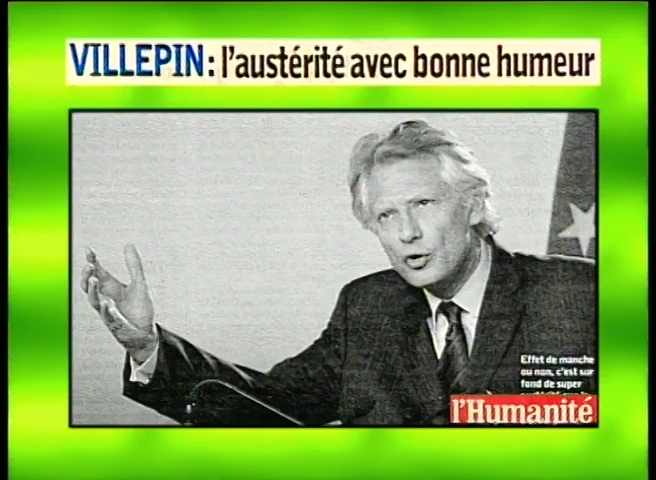 VILLEPIN: l'austérité avec bonne humeur
Effet de manche
ou non, c'est sur
fond de super
l'Humanité